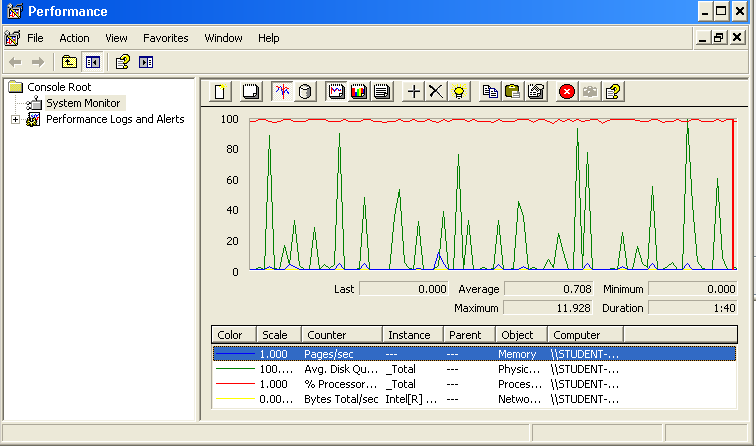 Performance
File Action View Favorites Window Help
Console Root
System Monitor
Performance Logs and Alerts
100
80
60
40
20
0
Last 0.000 Average 0.708 Minimum 0.000
Maximum 11.928 Duration 1:40
Color Scale Counter Instance Parent Object Computer
1.000 Pages/sec --- --- Memory \\STUDENT-...
100.... Avg. Disk Qu... _Total --- Physic... \\STUDENT-...
1.000 % Processor... _Total --- Proces... \\STUDENT-...
0.00... Bytes Total/sec Intel[R] ... --- Netwo... \\STUDENT-...